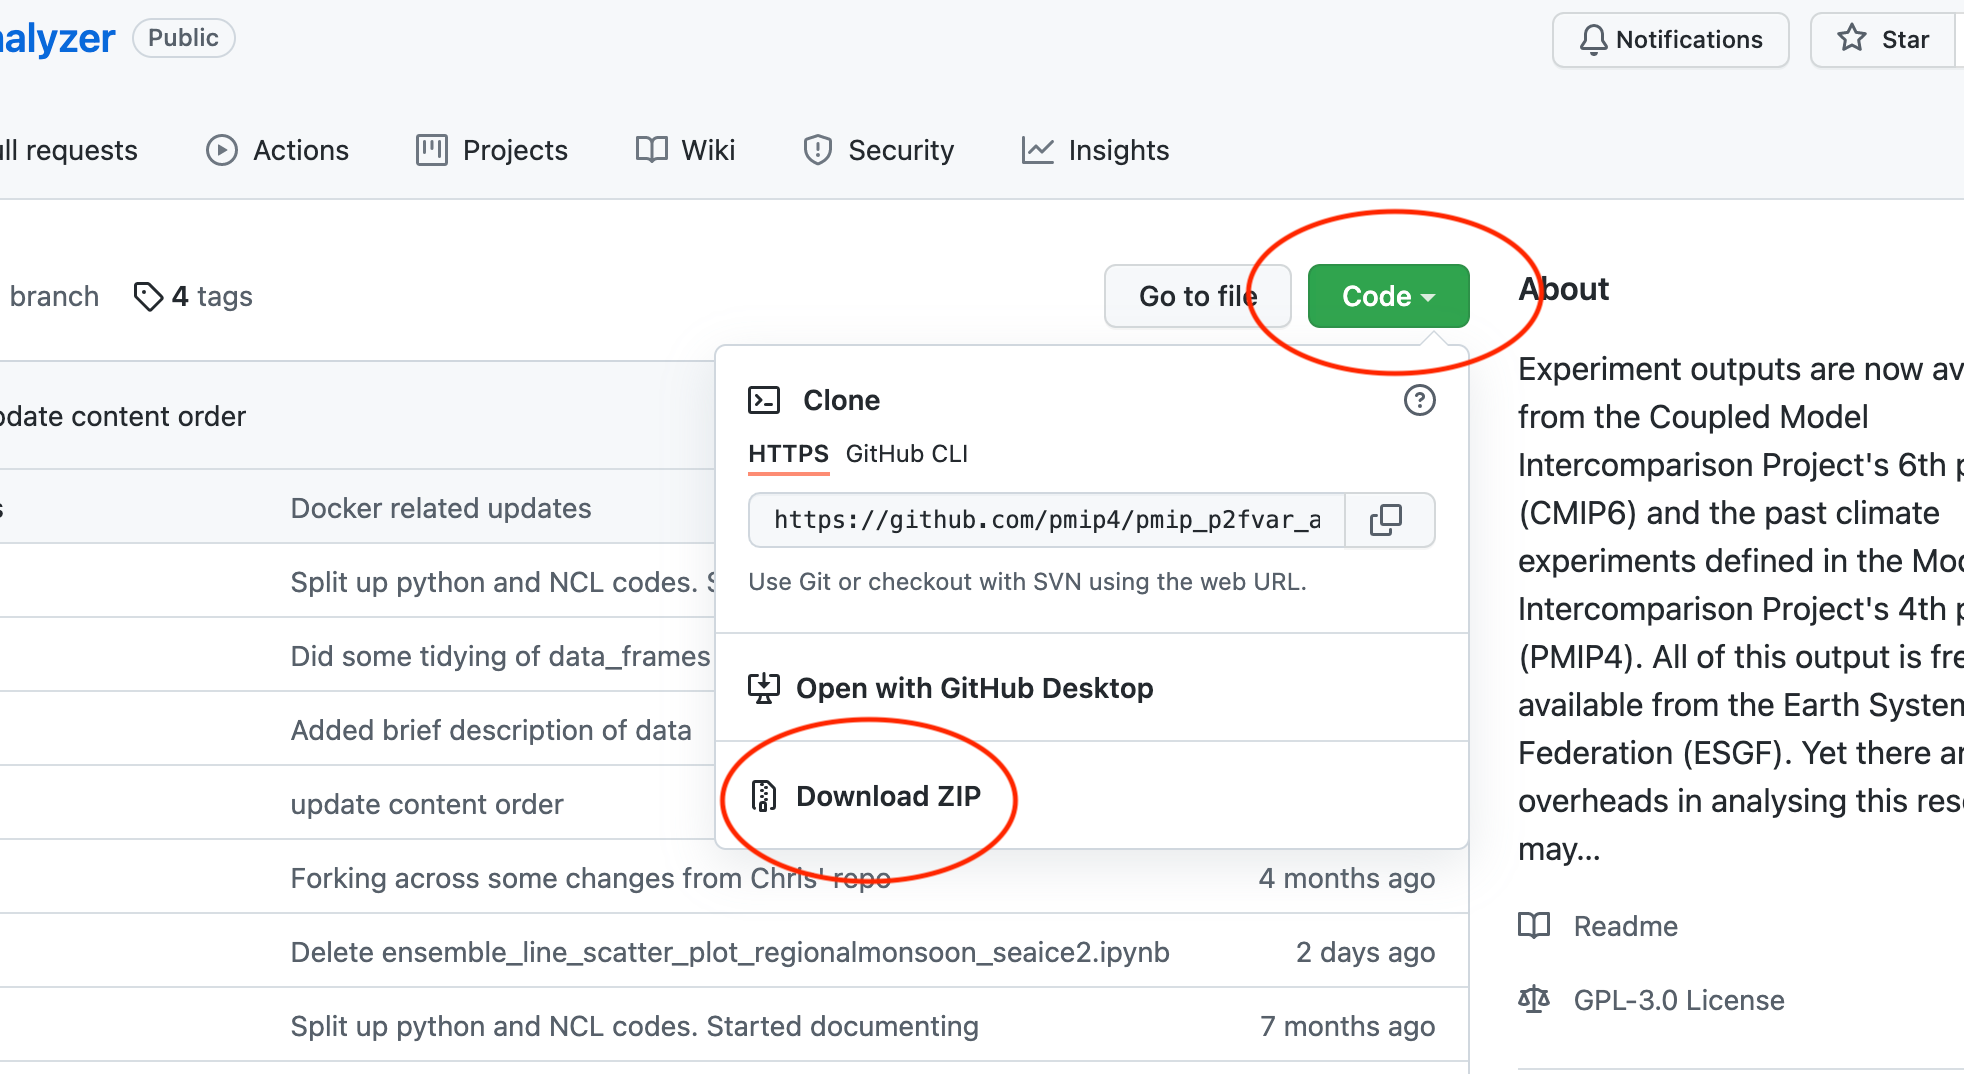 alyzer Public Notifications Star
ll requests Actions Projects Wiki Security Insights
branch 4 tags Go to file Code
About
Experiment outputs are now av
from the Coupled Model
Intercomparison Project's 6th p
(CMIP6) and the past climate
experiments defined in the Mod
Intercomparison Project's 4th p
(PMIP4). All of this output is fre
available from the Earth System
Federation (ESGF). Yet there ar
overheads in analysing this res
may...
Readme
GPL-3.0 License
Clone
HTTPS GitHub CLI
https://github.com/pmip4/pmip_p2fvar_a
Use Git or checkout with SVN using the web URL.
Open with GitHub Desktop
Download ZIP
date content order
s Docker related updates
Split up python and NCL codes. S
Did some tidying of data_frames
Added brief description of data
update content order
Forking across some changes from Chris' repo 4 months ago
Delete ensemble_line_scatter_plot_regionalmonsoon_seaice2.ipynb 2 days ago
Split up python and NCL codes. Started documenting 7 months ago